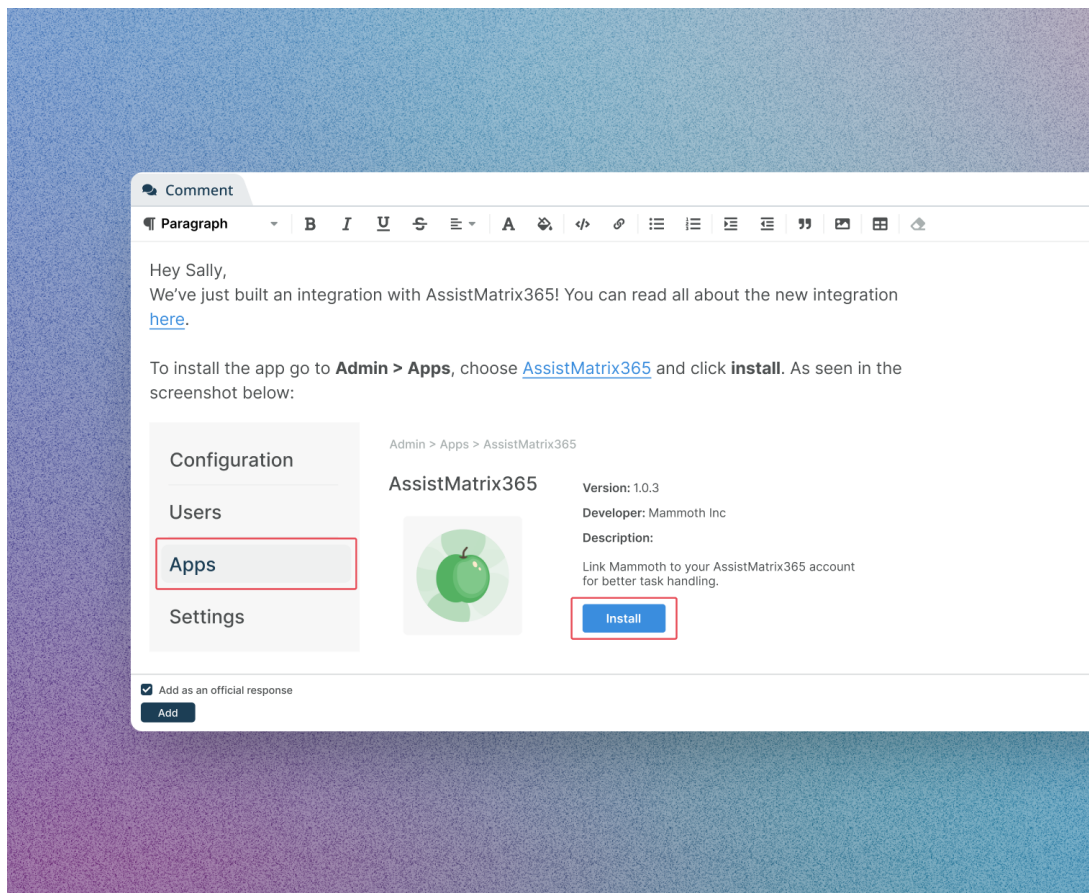 Comment
Paragraph
Hey Sally,
We’ve just built an integration with AssistMatrix365! You can read all about the new integration
here.
To install the app go to Admin > Apps, choose AssistMatrix365 and click install. As seen in the
screenshot below:
Configuration
Users
Apps
Settings
Admin > Apps > AssistMatrix365
AssistMatrix365
Version: 1.0.3
Developer: Mammoth Inc
Description:
Link Mammoth to your AssistMatrix365 account
for better task handling.
Install
Add as an official response
Add